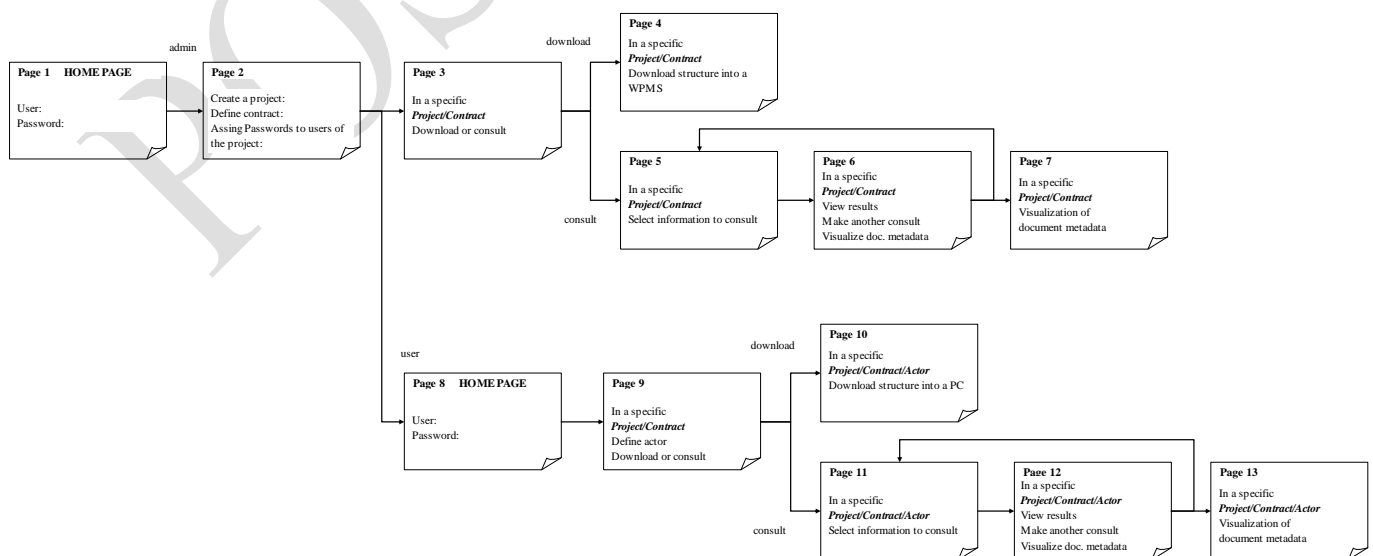 admin
Page 1 HOME PAGE
User:
Password:
Page 2
Create a project:
Define contract:
Assing Passwords to users of
the project:
Page 3
In a specific
Project/Contract
Download or consult
download
Page 4
In a specific
Project/Contract
Download structure into a
WPMS
consult
Page 5
In a specific
Project/Contract
Select information to consult
Page 6
In a specific
Project/Contract
View results
Make another consult
Visualize doc. metadata
Page 7
In a specific
Project/Contract
Visualization of
document metadata
user
Page 8 HOME PAGE
User:
Password:
Page 9
In a specific
Project/Contract
Define actor
Download or consult
download
Page 10
In a specific
Project/Contract/Actor
Download structure into a PC
consult
Page 11
In a specific
Project/Contract/Actor
Select information to consult
Page 12
In a specific
Project/Contract/Actor
View results
Make another consult
Visualize doc. metadata
Page 13
In a specific
Project/Contract/Actor
Visualization of
document metadata